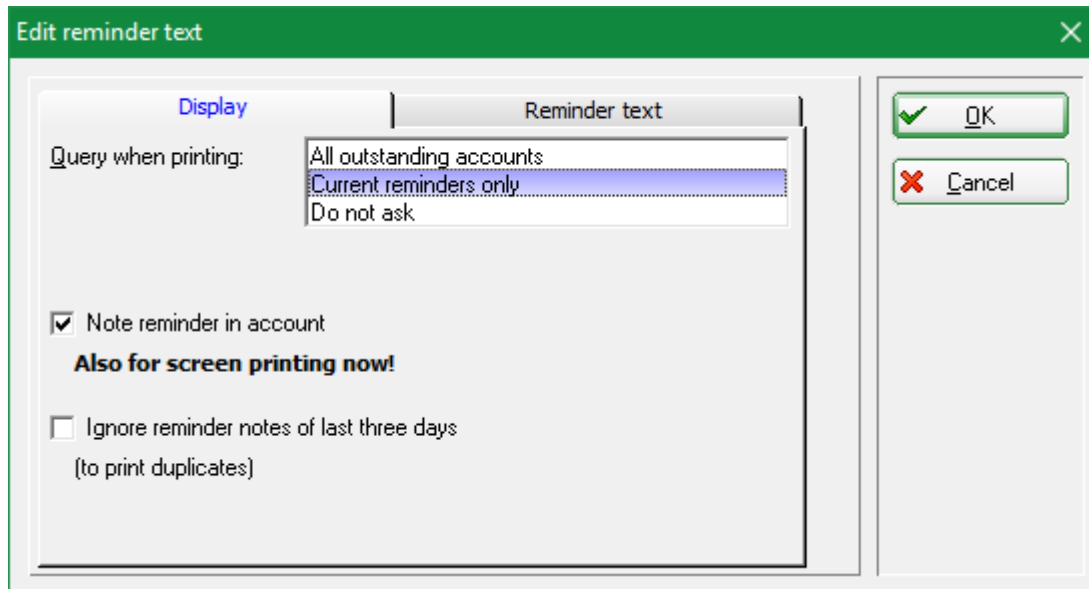 Edit reminder text
Display
Reminder text
Query when printing:
All outstanding accounts
Current reminders only
Do not ask
Note reminder in account
Also for screen printing now!
Ignore reminder notes of last three days
(to print duplicates)
OK
Cancel